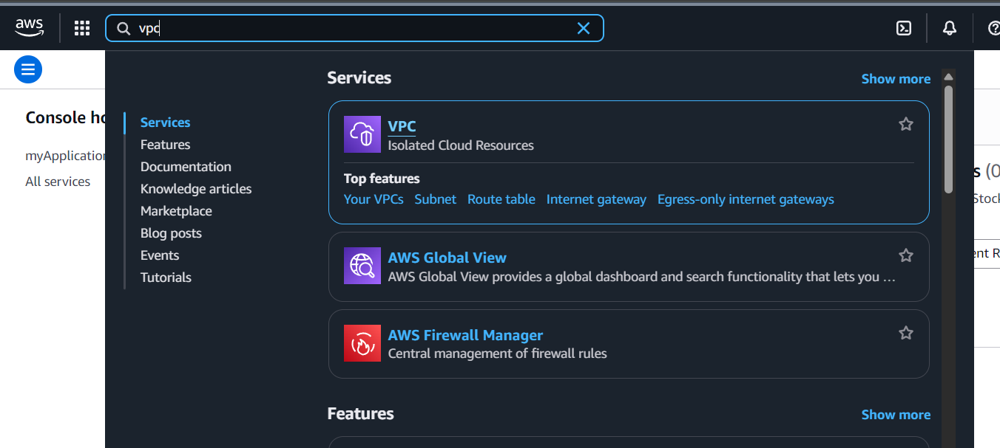 aws
vpc
Console ho
myApplication
All services
Services
Features
Documentation
Knowledge articles
Marketplace
Blog posts
Events
Tutorials
Services
Show more
VPC
Isolated Cloud Resources
Top features
Your VPCs Subnet Route table Internet gateway Egress-only internet gateways
AWS Global View
AWS Global View provides a global dashboard and search functionality that lets you ...
AWS Firewall Manager
Central management of firewall rules
Features
Show more
s (0
Stock
ent R